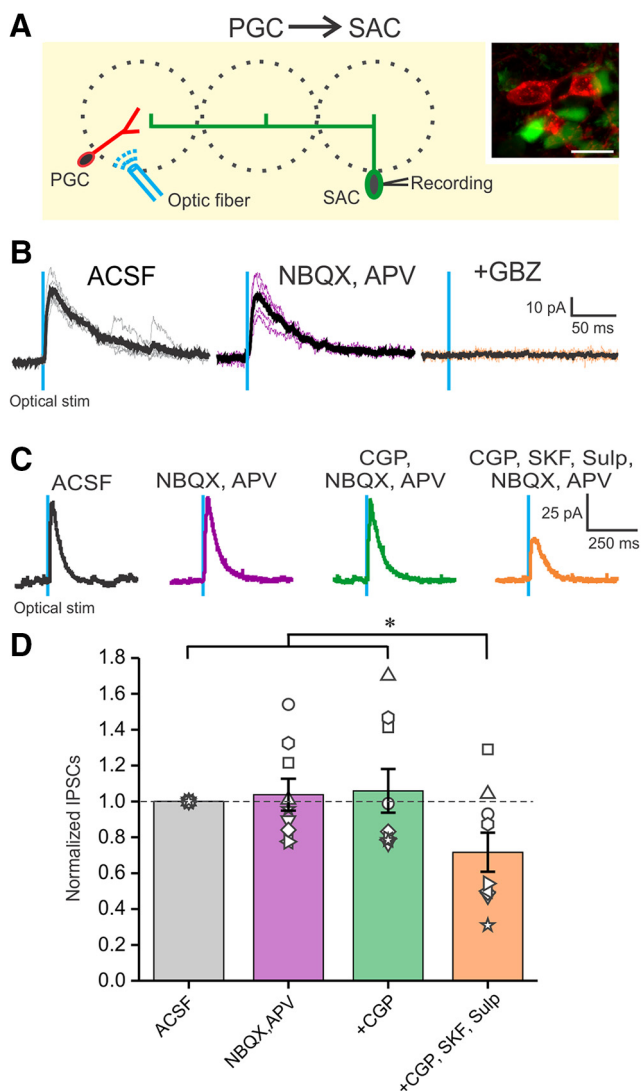 A
PGC → SAC
PGC
Optic fiber
SAC
Recording
B
ACSF
NBQX, APV
+GBZ
10 pA
50 ms
Optical stim
C
ACSF
NBQX, APV
CGP,
NBQX, APV
CGP, SKF, Sulp,
NBQX, APV
25 pA
250 ms
Optical stim
D
*
Normalized IPSCs
1.8
1.6
1.4
1.2
1.0
0.8
0.6
0.4
0.2
0.0
ACSF
NBQX,APV
+CGP
+CGP, SKF, Sulp